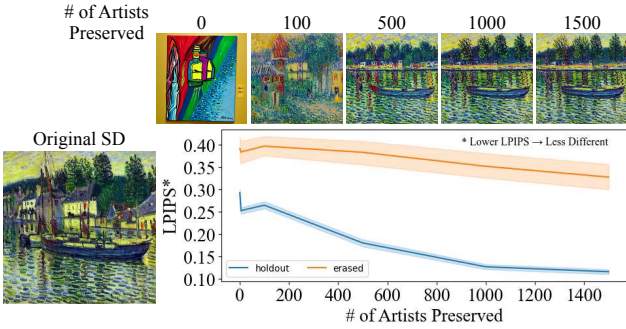 # of Artists
Preserved
0
100
500
1000
1500
Original SD
* Lower LPIPS → Less Different
LPIPS*
0.40
0.35
0.30
0.25
0.20
0.15
0.10
holdout
erased
0
200
400
600
800
1000
1200
1400
# of Artists Preserved